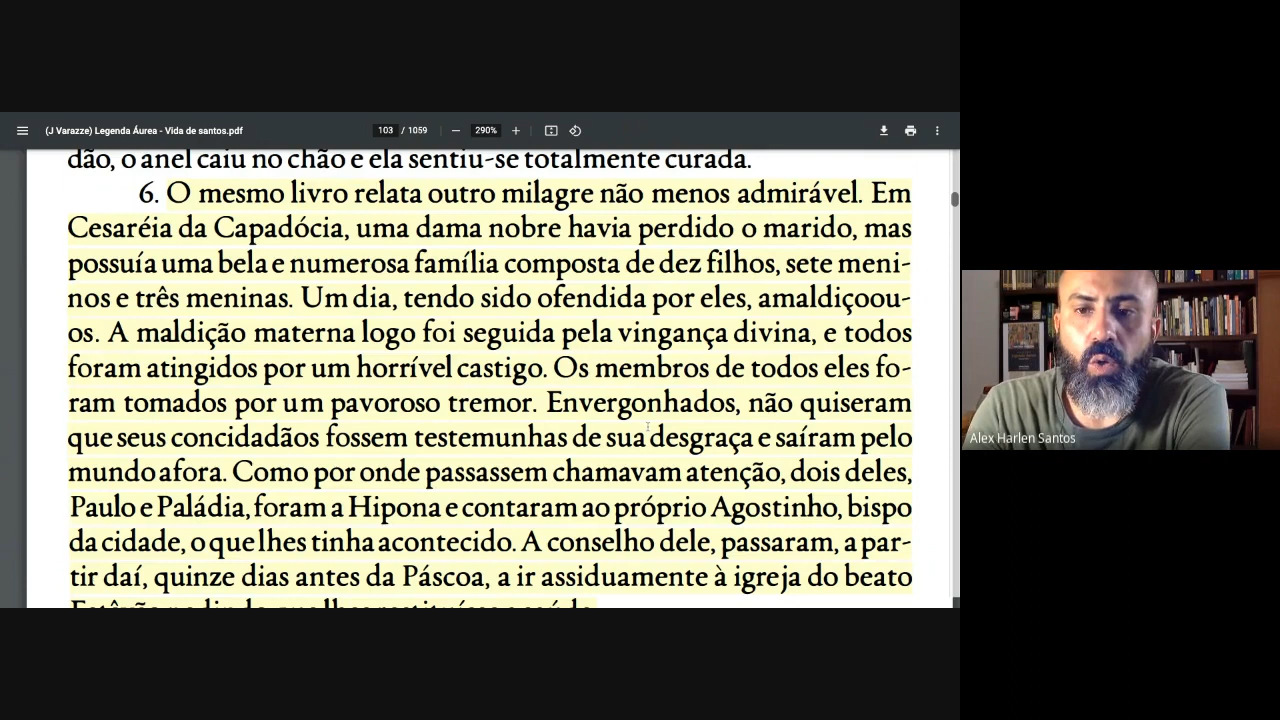 (J Varazze) Legenda Áurea - Vida de santos.pdf
103 / 1059
290%
dão, o anel caiu no chão e ela sentiu-se totalmente curada.
6. O mesmo livro relata outro milagre não menos admirável. Em
Cesaréia da Capadócia, uma dama nobre havia perdido o marido, mas
possuía uma bela e numerosa família composta de dez filhos, sete meni-
nos e três meninas. Um dia, tendo sido ofendida por eles, amaldiçoou-
os. A maldição materna logo foi seguida pela vingança divina, e todos
foram atingidos por um horrível castigo. Os membros de todos eles fo-
ram tomados por um pavoroso tremor. Envergonhados, não quiseram
que seus concidadãos fossem testemunhas de sua desgraça e saíram pelo
mundo afora. Como por onde passassem chamavam atenção, dois deles,
Paulo e Paládia, foram a Hipona e contaram ao próprio Agostinho, bispo
da cidade, o que lhes tinha acontecido. A conselho dele, passaram, a par-
tir daí, quinze dias antes da Páscoa, a ir assiduamente à igreja do beato
Alex Harlen Santos